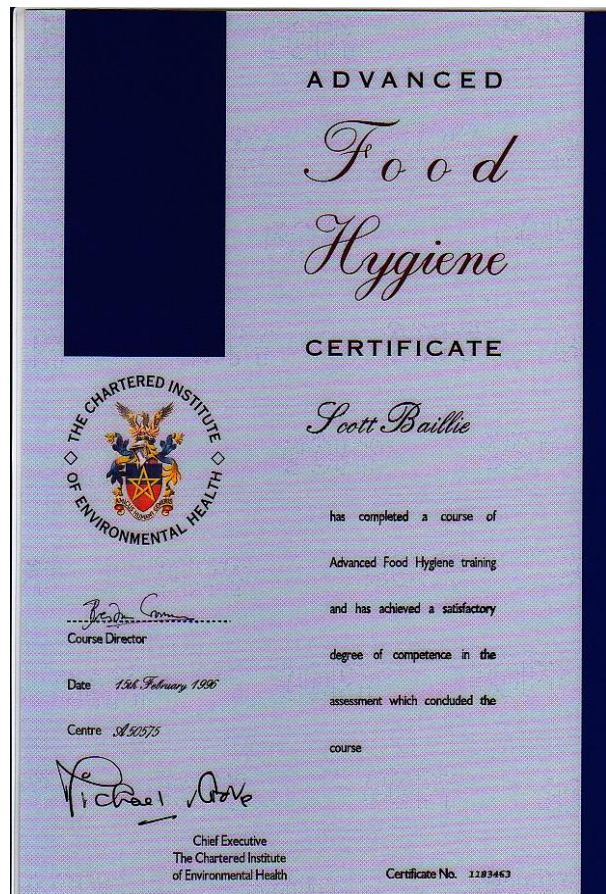 ADVANCED
Food
Hygiene
CERTIFICATE
Scott Baillie
THE CHARTERED INSTITUTE
OF ENVIRONMENTAL HEALTH
has completed a course of
Advanced Food Hygiene training
and has achieved a satisfactory
degree of competence in the
assessment which concluded the
course
Course Director
Date 15th February 1996
Centre A50575
Michael
Chief Executive
The Chartered Institute
of Environmental Health
Certificate No. 1183463